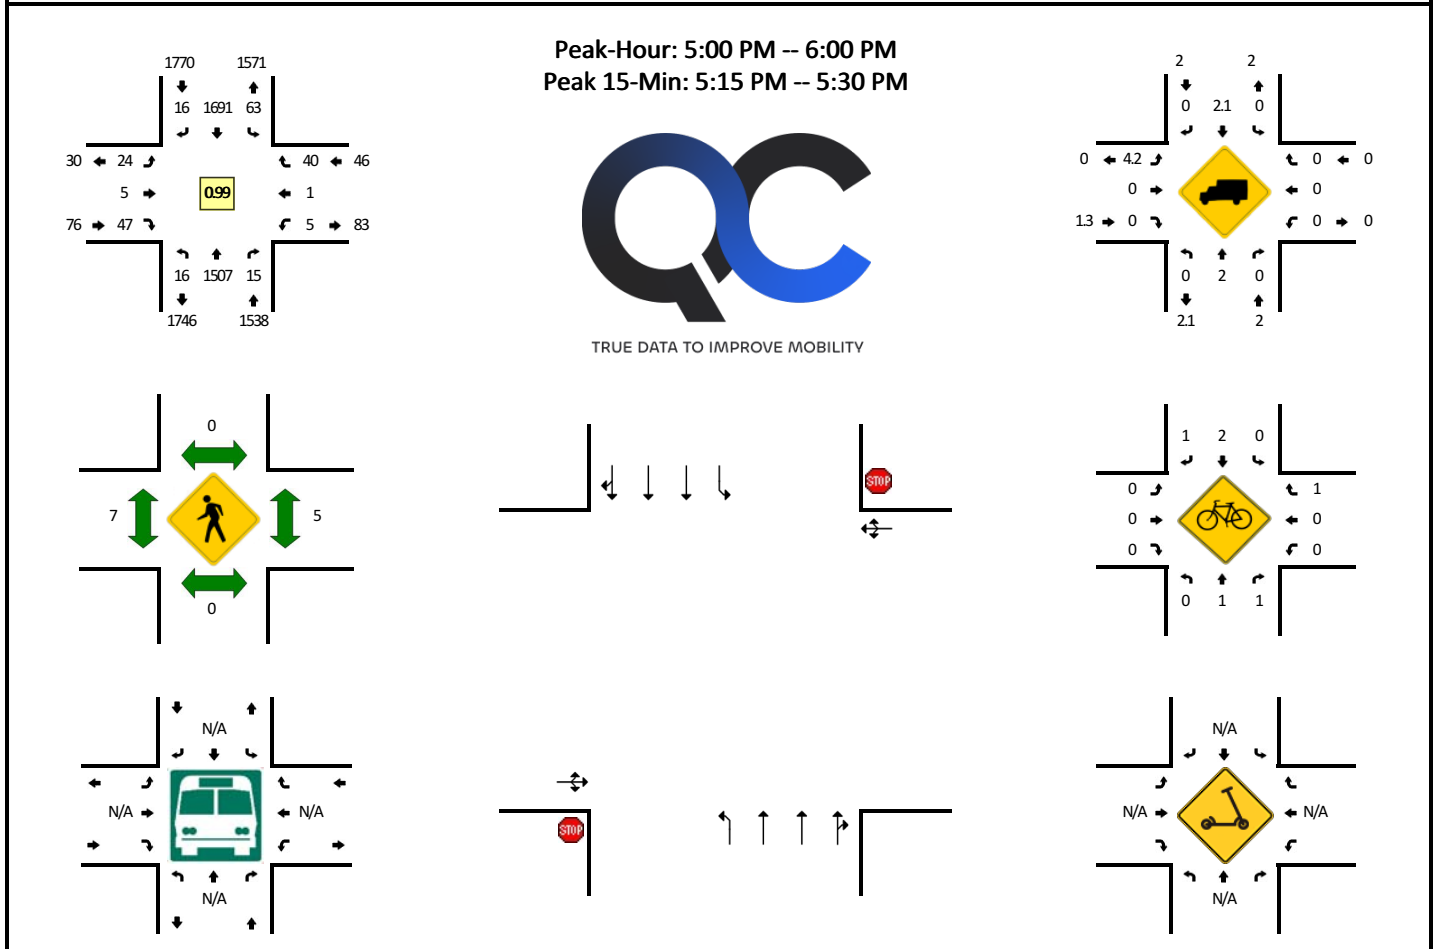 Peak-Hour: 5:00 PM -- 6:00 PM
Peak 15-Min: 5:15 PM -- 5:30 PM
1770 1571
16 1691 63
30 24 40 46
5 0.99 1
76 47 5 83
16 1507 15
1746 1538
QC
TRUE DATA TO IMPROVE MOBILITY
2 2
0 2.1 0
0 4.2 0 0
0 0
1.3 0 0 0
0 2 0
2.1 2
0
7 5
0
STOP
STOP
1 2 0
0 1
0 0
0 0
0 1 1
N/A
N/A N/A
N/A
N/A
N/A N/A
N/A